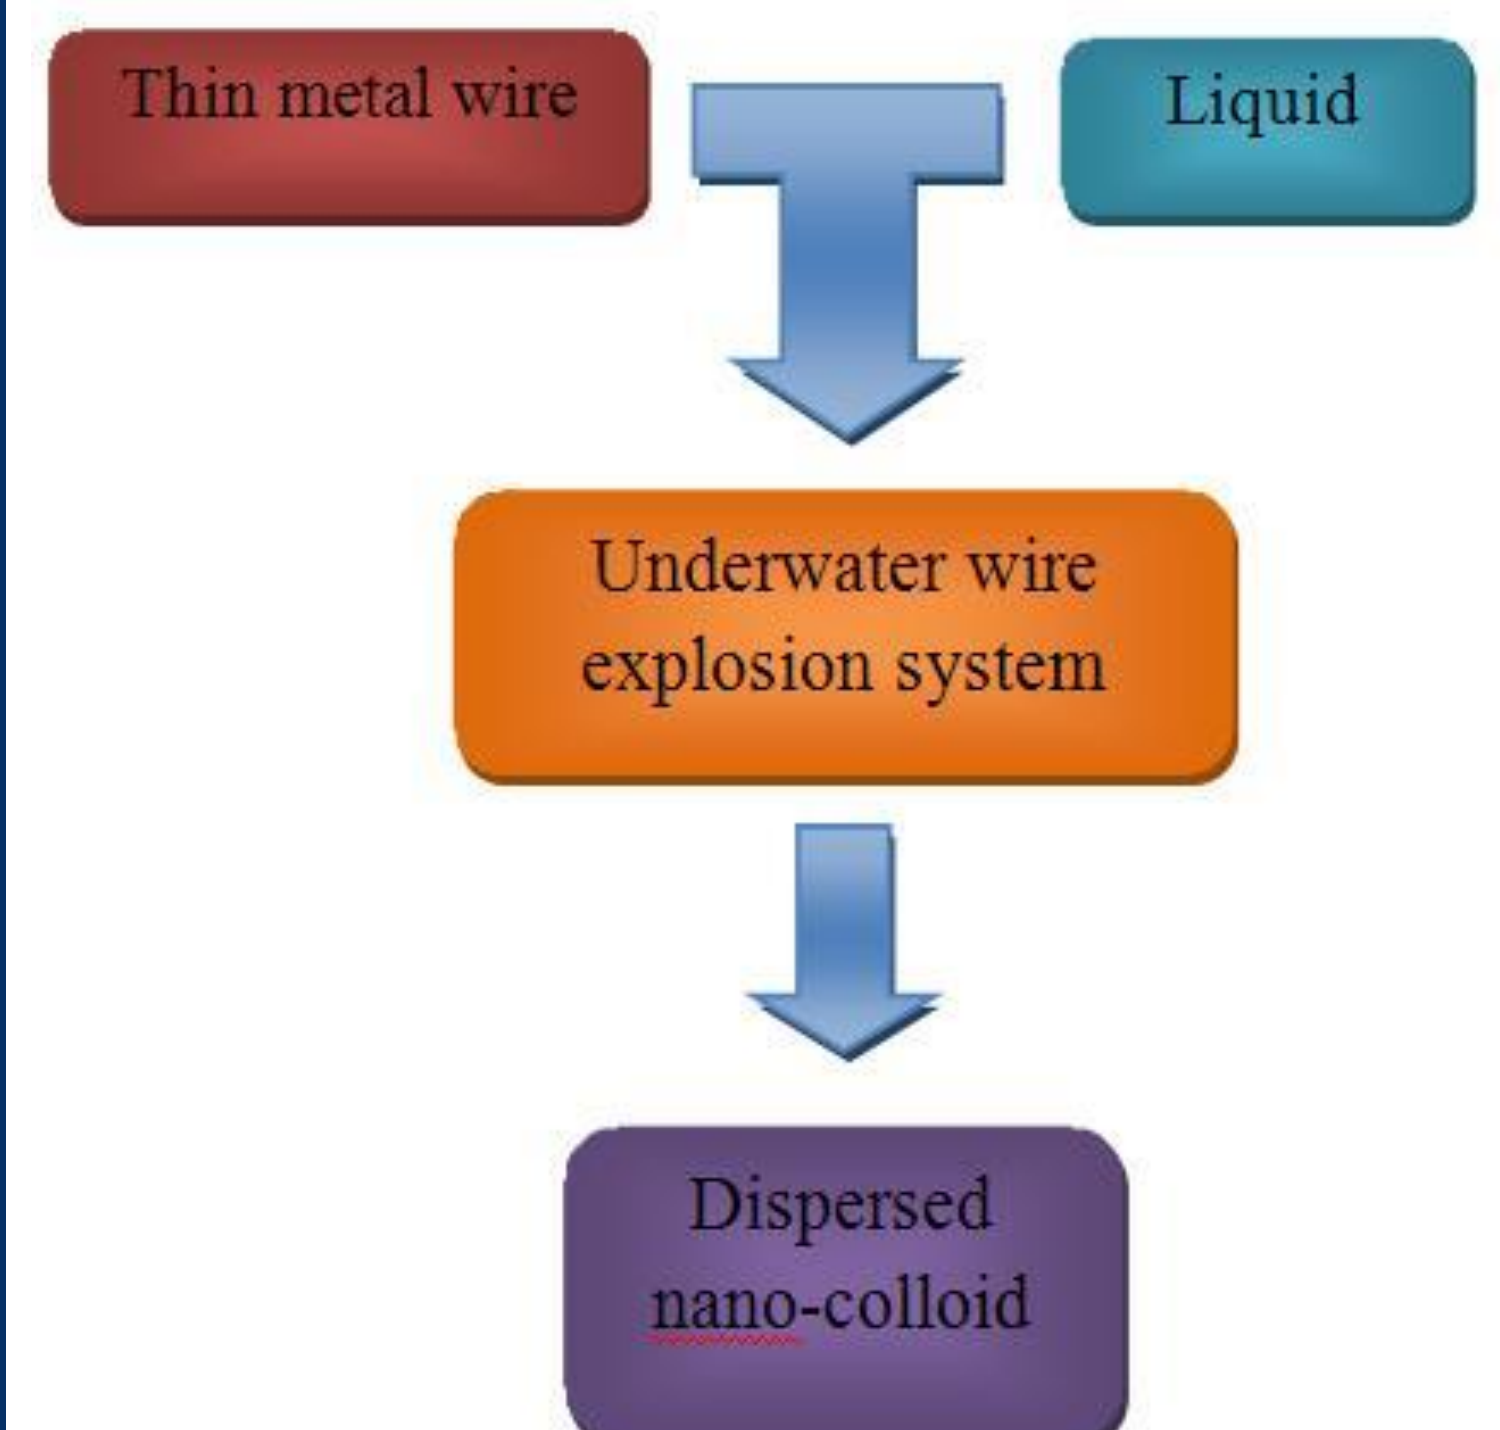 Thin metal wire
Liquid
Underwater wire
explosion system
Dispersed
nano-colloid